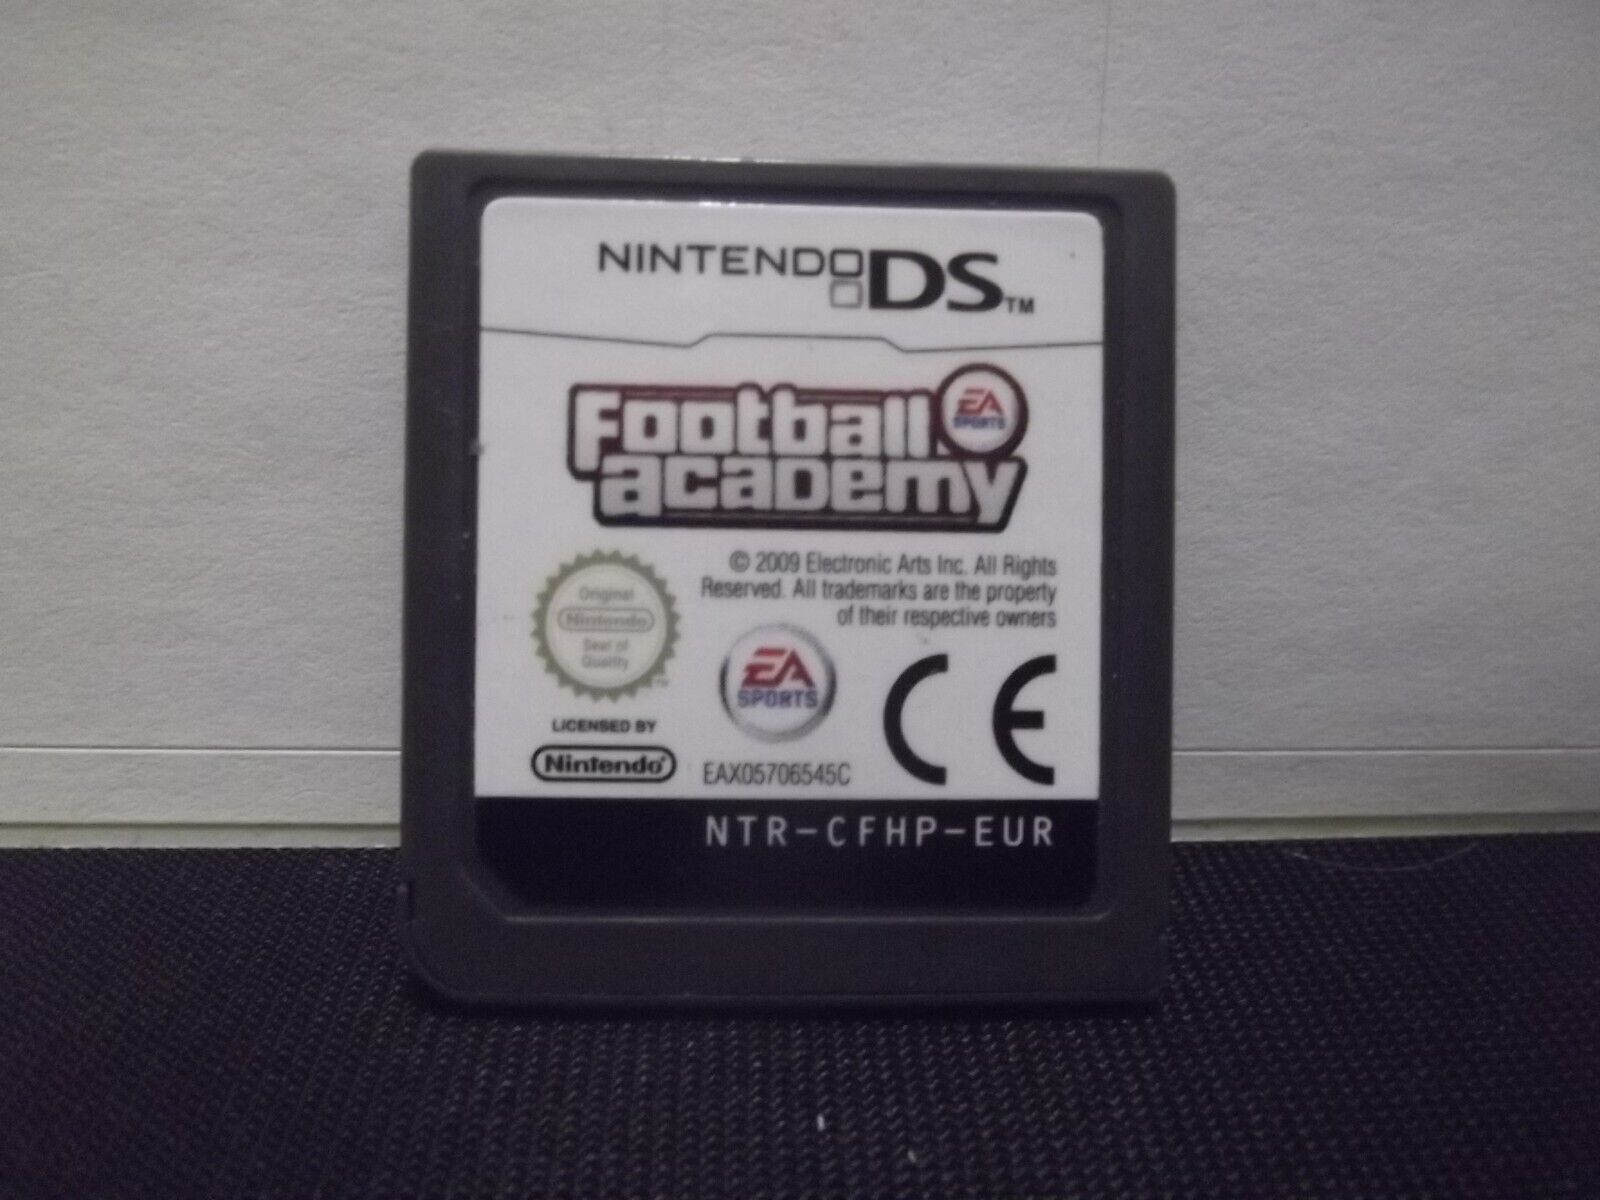 NINTENDO DS™
Football
academy
EA
SPORTS
© 2009 Electronic Arts Inc. All Rights
Reserved. All trademarks are the property
of their respective owners
Original
Nintendo
Seal of
Quality
TM
EA
SPORTS
CE
LICENSED BY
Nintendo®
EAX05706545C
NTR-CFHP-EUR